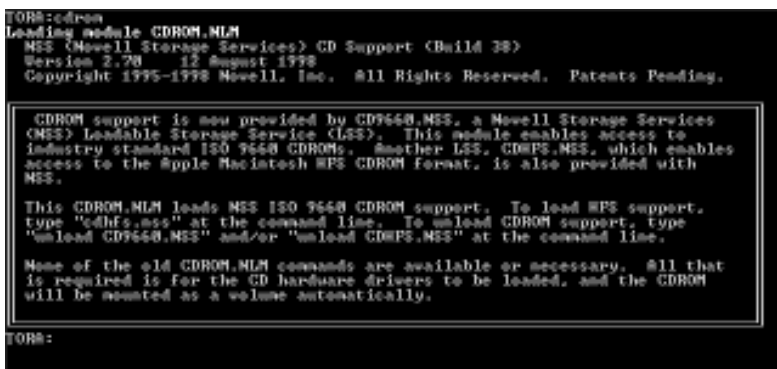 TORA:cdrom
Loading module CDROM.NLM
NSS (Novell Storage Services) CD Support (Build 38)
Version 2.70 12 August 1998
Copyright 1995-1998 Novell, Inc. All Rights Reserved. Patents Pending.
CDROM support is now provided by CD9660.NSS, a Novell Storage Services
(NSS) Loadable Storage Service (LSS). This module enables access to
industry standard ISO 9660 CDROMs. Another LSS, CDHFS.NSS, which enables
access to the Apple Macintosh HFS CDROM format, is also provided with
NSS.
This CDROM.NLM loads NSS ISO 9660 CDROM support. To load HFS support,
type "cdhfs.nss" at the command line. To unload CDROM support, type
"unload CD9660.NSS" and/or "unload CDHFS.NSS" at the command line.
None of the old CDROM.NLM commands are available or necessary. All that
is required is for the CD hardware drivers to be loaded, and the CDROM
will be mounted as a volume automatically.
TORA: